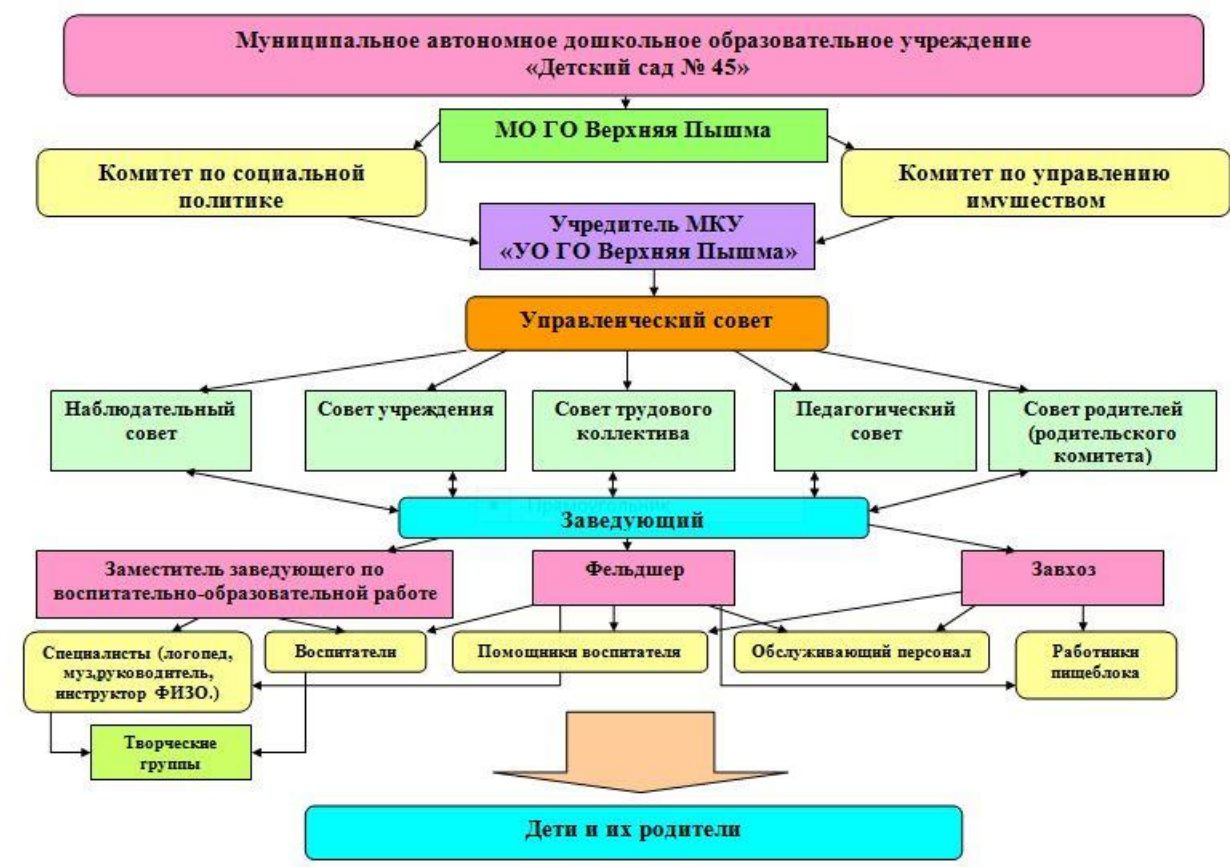 Муниципальное автономное дошкольное образовательное учреждение
«Детский сад № 45»
МО ГО Верхняя Пышма
Комитет по социальной
политике
Комитет по управлению
имуществом
Учредитель МКУ
«УО ГО Верхняя Пышма»
Управленческий совет
Наблюдательный
совет
Совет учреждения
Совет трудового
коллектива
Педагогический
совет
Совет родителей
(родительского
комитета)
Прямоугольник
Заведующий
Заместитель заведующего по
воспитательно-образовательной работе
Фельдшер
Завхоз
Специалисты (логопед,
муз,руководитель,
инструктор ФИЗО.)
Воспитатели
Помощники воспитателя
Обслуживающий персонал
Работники
пищеблока
Творческие
группы
Дети и их родители